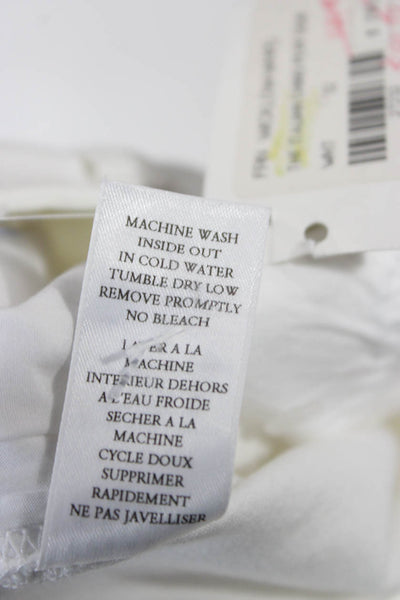 MACHINE WASH
INSIDE OUT
IN COLD WATER
TUMBLE DRY LOW
REMOVE PROMPTLY
NO BLEACH
LAVER A LA
MACHINE
INTERIEUR DEHORS
A L'EAU FROIDE
SECHER A LA
MACHINE
CYCLE DOUX
SUPPRIMER
RAPIDEMENT
NE PAS JAVELLISER